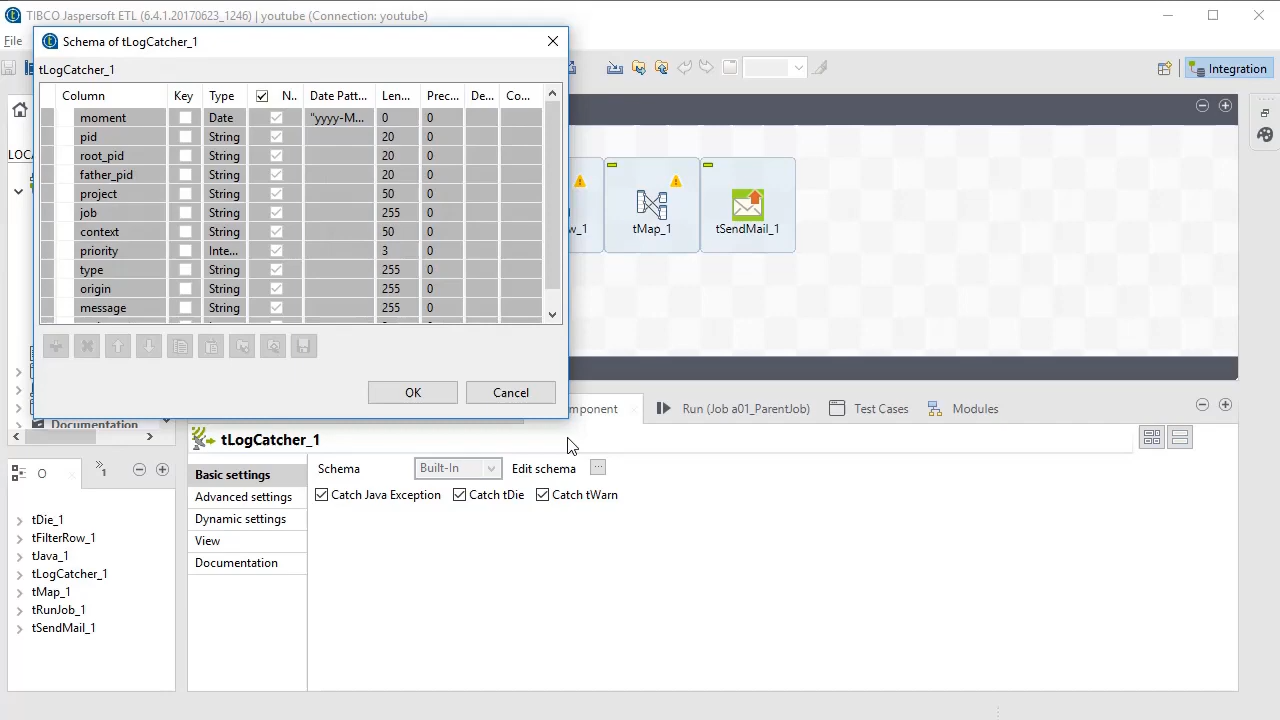 TIBCO Jaspersoft ETL (6.4.1.20170623_1246) | youtube (Connection: youtube)
File
Schema of tLogCatcher_1
tLogCatcher_1
Column Key Type N.. Date Patt... Len... Prec... De... Co...
moment Date "yyyy-M... 0 0
pid String 20 0
root_pid String 20 0
father_pid String 20 0
project String 50 0
job String 255 0
context String 50 0
priority Inte... 3 0
type String 255 0
origin String 255 0
message String 255 0
OK Cancel
Integration
LOC
w_1 tMap_1 tSendMail_1
Documentation
mponent Run (Job a01_ParentJob) Test Cases Modules
tLogCatcher_1
Basic settings
Advanced settings
Dynamic settings
View
Documentation
Schema Built-In Edit schema ...
Catch Java Exception Catch tDie Catch tWarn
O »1
tDie_1
tFilterRow_1
tJava_1
tLogCatcher_1
tMap_1
tRunJob_1
tSendMail_1